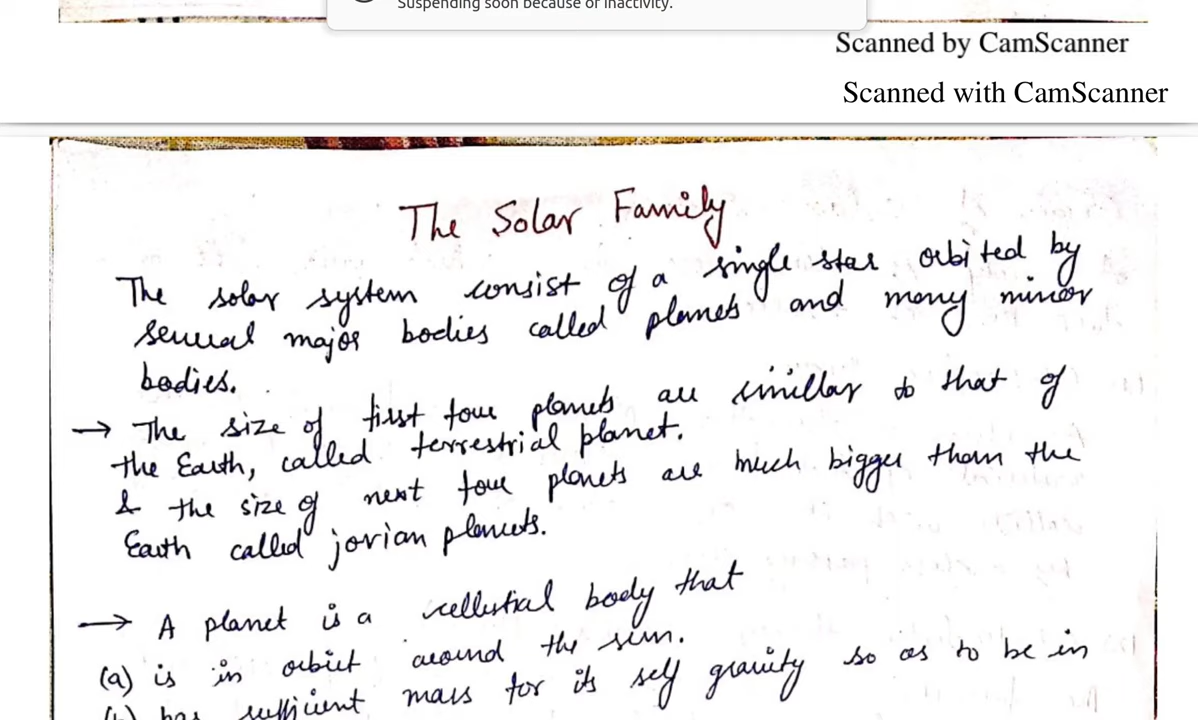 Suspending soon because of inactivity.
Scanned by CamScanner
Scanned with CamScanner
The Solar Family
The solar system consist of a single star orbited by
several major bodies called planets and many minor
bodies.
→ The size of first four planets are similar to that of
the Earth, called terrestrial planet.
& the size of next four planets are much bigger than the
Earth called jovian planets.
→ A planet is a cellestial body that
(a) is in orbit around the sun.
(b) has sufficient mass for its self gravity so as to be in